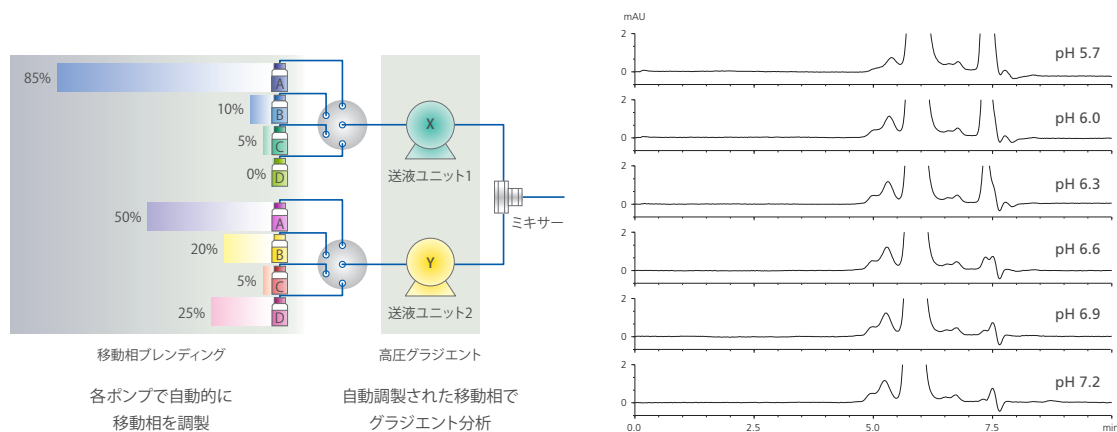 85%
A
10%
B
5%
C
0%
D
X
送液ユニット1
ミキサー
50%
A
20%
B
5%
C
25%
D
Y
送液ユニット2
移動相ブレンディング
高圧グラジエント
各ポンプで自動的に
移動相を調製
自動調製された移動相で
グラジエント分析
mAU
2
0
pH 5.7
2
0
pH 6.0
2
0
pH 6.3
2
0
pH 6.6
2
0
pH 6.9
2
0
pH 7.2
0.0 2.5 5.0 7.5 min